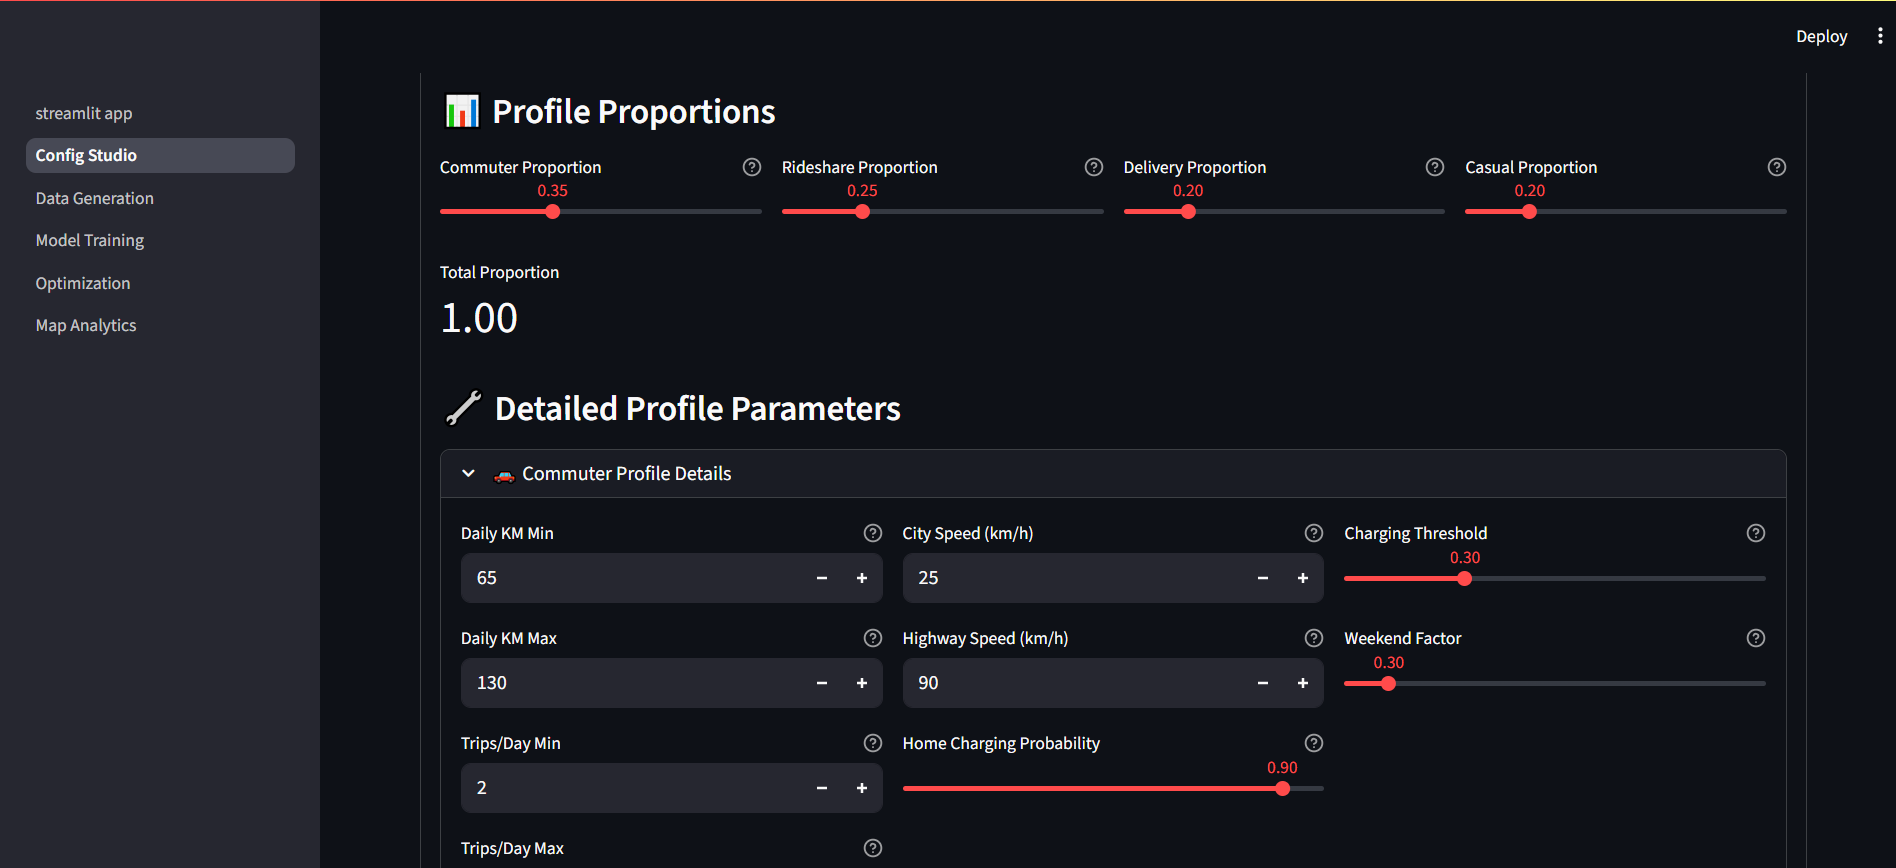 Deploy
streamlit app
Config Studio
Data Generation
Model Training
Optimization
Map Analytics
Profile Proportions
Commuter Proportion
0.35
Rideshare Proportion
0.25
Delivery Proportion
0.20
Casual Proportion
0.20
Total Proportion
1.00
Detailed Profile Parameters
Commuter Profile Details
Daily KM Min
65
Daily KM Max
130
Trips/Day Min
2
Trips/Day Max
City Speed (km/h)
25
Highway Speed (km/h)
90
Home Charging Probability
0.90
Charging Threshold
0.30
Weekend Factor
0.30